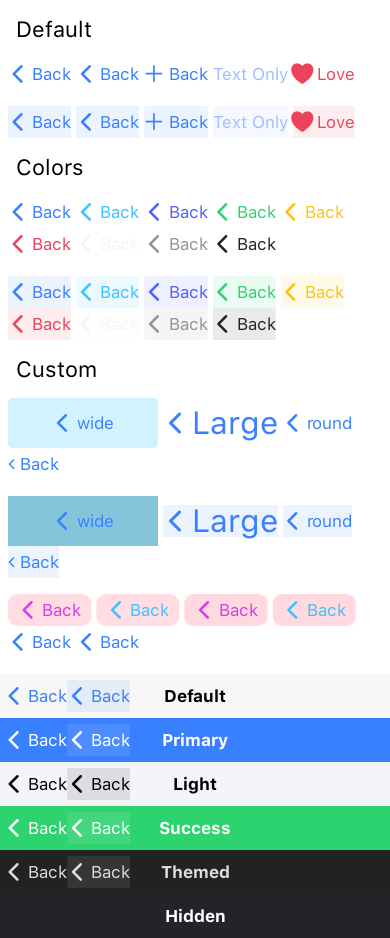 Default
Back Back Back Text Only Love
Back Back Back Text Only Love
Colors
Back Back Back Back Back
Back Back Back Back
Back Back Back Back Back
Back Back Back Back
Custom
wide Large round
Back
wide Large round
Back
Back Back Back Back
Back Back
Back Back Default
Back Back Primary
Back Back Light
Back Back Success
Back Back Themed
Hidden